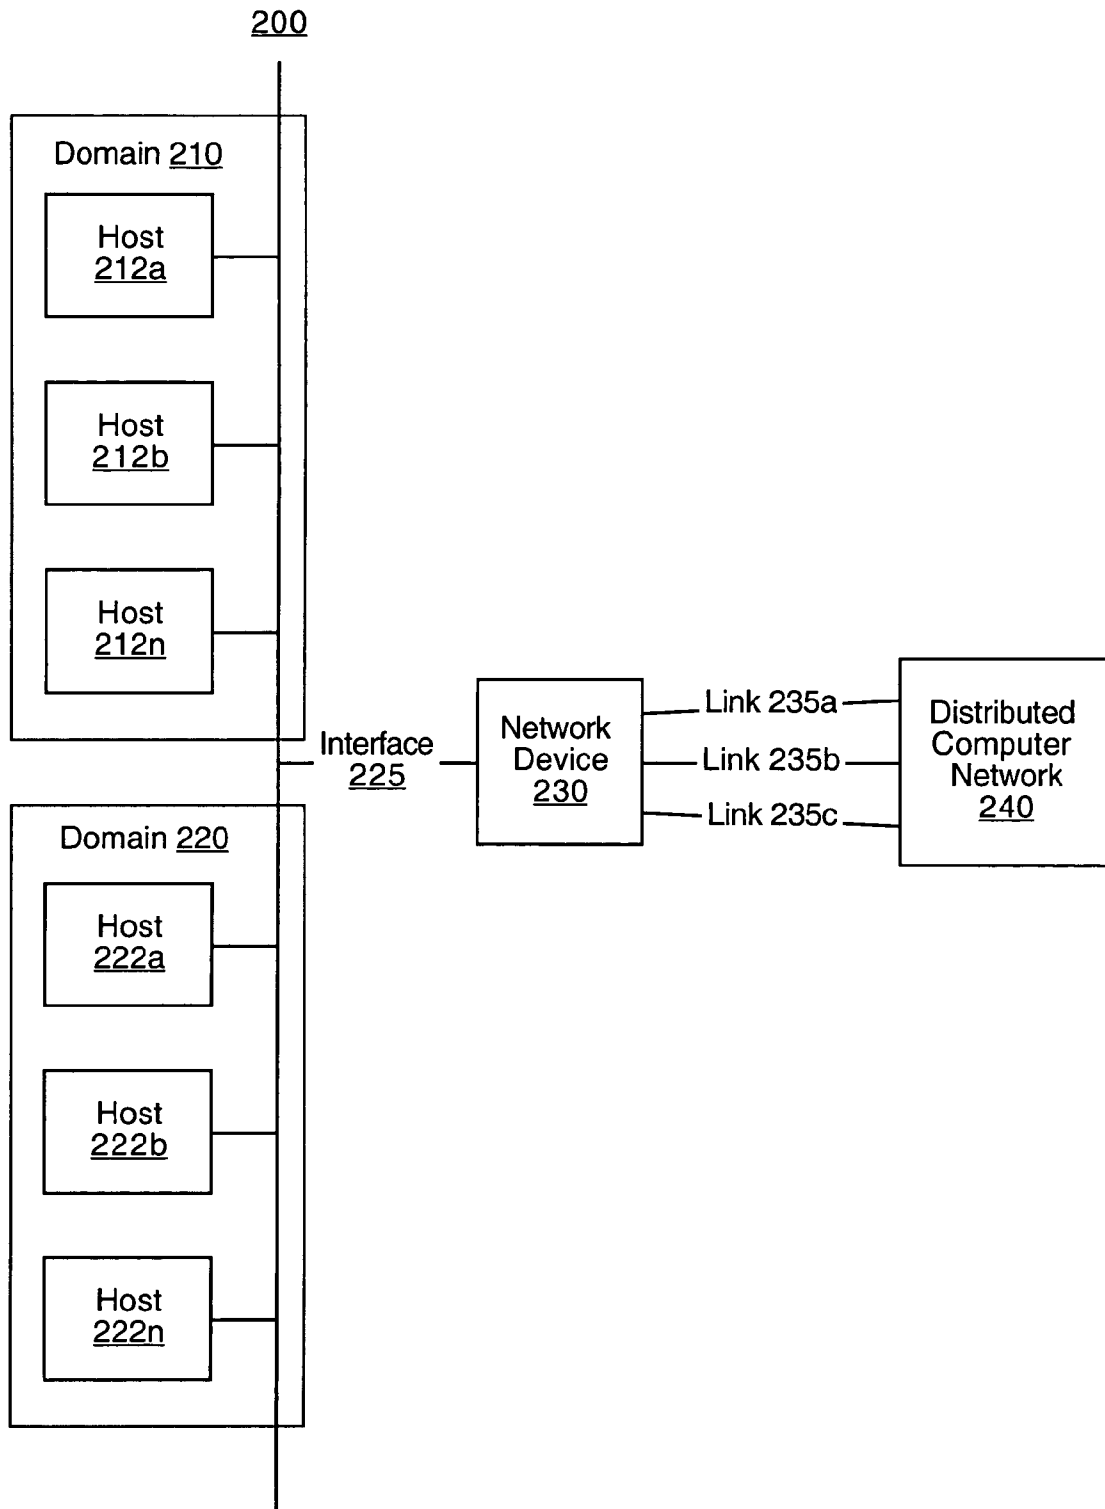 200
Domain 210
Host
212a
Host
212b
Host
212n
Interface
225
Network
Device
230
Link 235a
Link 235b
Link 235c
Distributed
Computer
Network
240
Domain 220
Host
222a
Host
222b
Host
222n